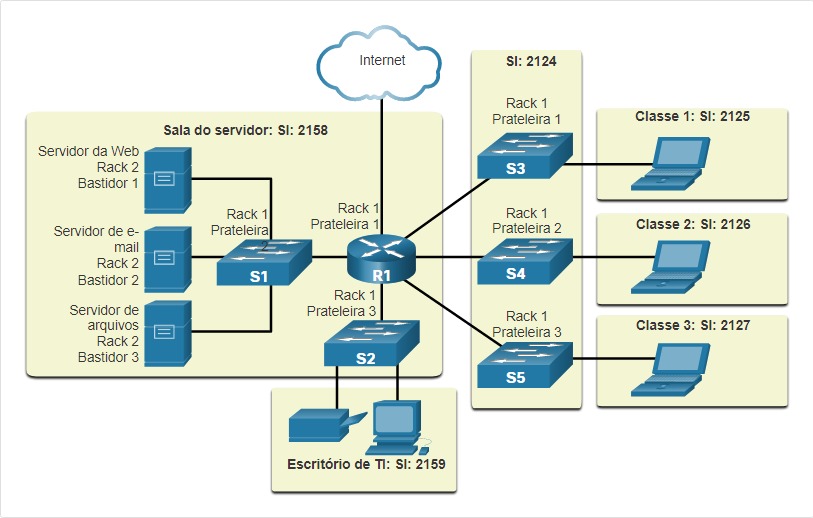 Internet
SI: 2124
Rack 1
Prateleira 1
Classe 1: SI: 2125
S3
Sala do servidor: SI: 2158
Servidor da Web
Rack 2
Bastidor 1
Rack 1
Prateleira
2
Rack 1
Prateleira 1
Servidor de e-
mail
Rack 2
Bastidor 2
S1
R1
Rack 1
Prateleira 2
Classe 2: SI: 2126
S4
Servidor de
arquivos
Rack 2
Bastidor 3
Rack 1
Prateleira 3
S2
Rack 1
Prateleira 3
Classe 3: SI: 2127
S5
Escritório de TI: SI: 2159